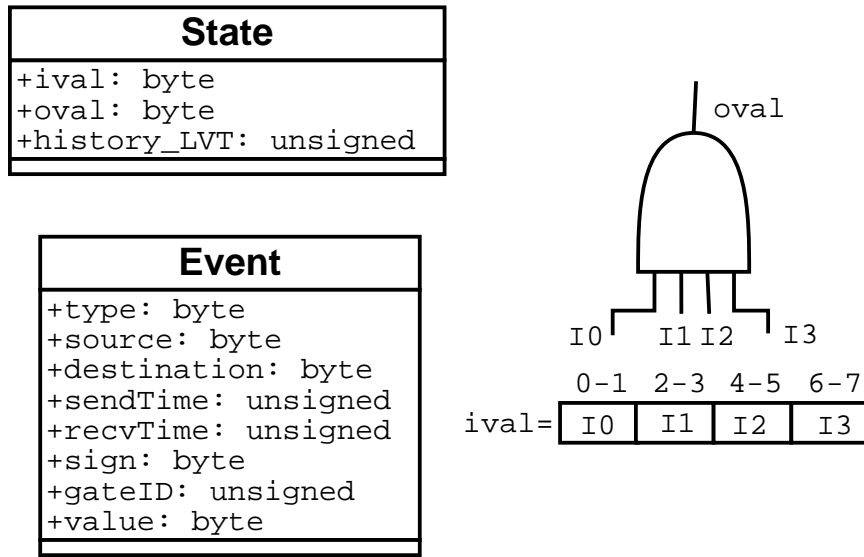 State
+ival: byte
+oval: byte
+history_LVT: unsigned
Event
+type: byte
+source: byte
+destination: byte
+sendTime: unsigned
+recvTime: unsigned
+sign: byte
+gateID: unsigned
+value: byte
oval
I0 I1 I2 I3
0-1 2-3 4-5 6-7
ival= I0 I1 I2 I3